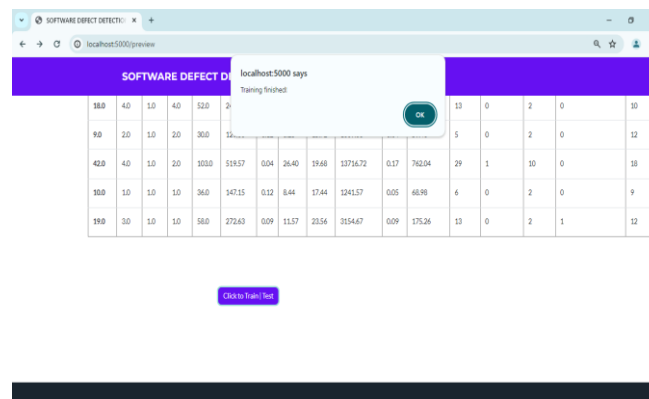 SOFTWARE DEFECT DETECTIO
localhost:5000/preview
SOFTWARE DEFECT DE
localhost:5000 says
Training finished!
OK
18.0 4.0 1.0 4.0 52.0 13 0 2 0 10
9.0 2.0 1.0 2.0 30.0 5 0 2 0 12
42.0 4.0 1.0 2.0 103.0 519.57 0.04 26.40 19.68 13716.72 0.17 762.04 29 1 10 0 18
10.0 1.0 1.0 1.0 36.0 147.15 0.12 8.44 17.44 1241.57 0.05 68.98 6 0 2 0 9
19.0 3.0 1.0 1.0 58.0 272.63 0.09 11.57 23.56 3154.67 0.09 175.26 13 0 2 1 12
Click to Train | Test